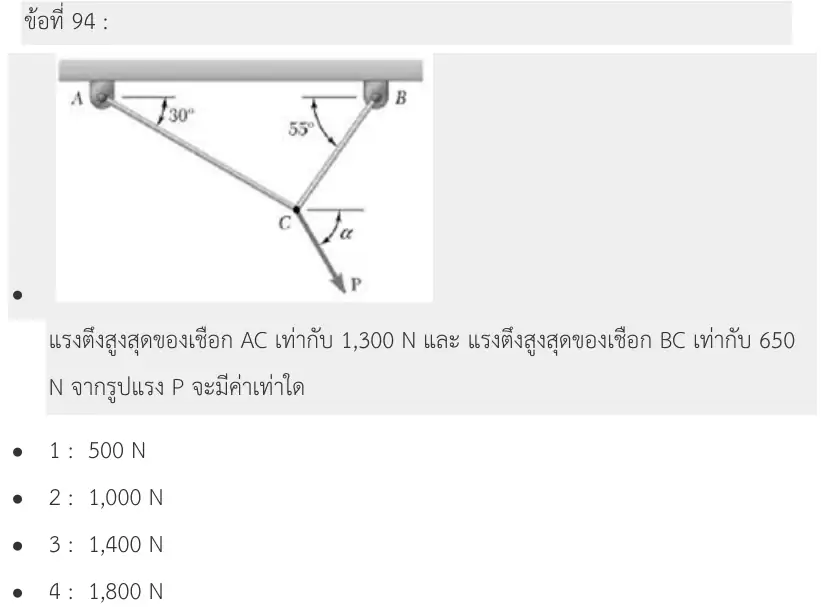 ข้อที่ 94 :
A
30°
55°
B
C
α
P
แรงตึงสูงสุดของเชือก AC เท่ากับ 1,300 N และ แรงตึงสูงสุดของเชือก BC เท่ากับ 650
N จากรูปแรง P จะมีค่าเท่าใด
1 : 500 N
2 : 1,000 N
3 : 1,400 N
4 : 1,800 N